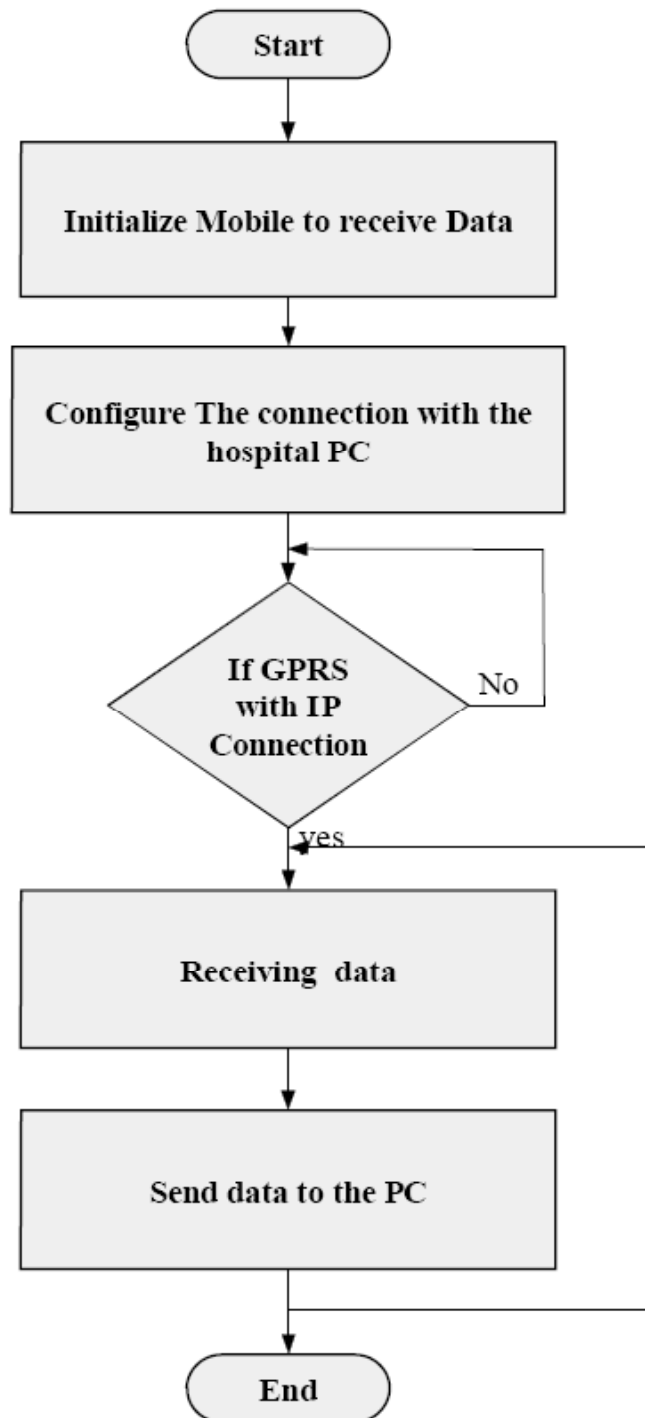 Start
Initialize Mobile to receive Data
Configure The connection with the
hospital PC
If GPRS
with IP
Connection
No
yes
Receiving data
Send data to the PC
End